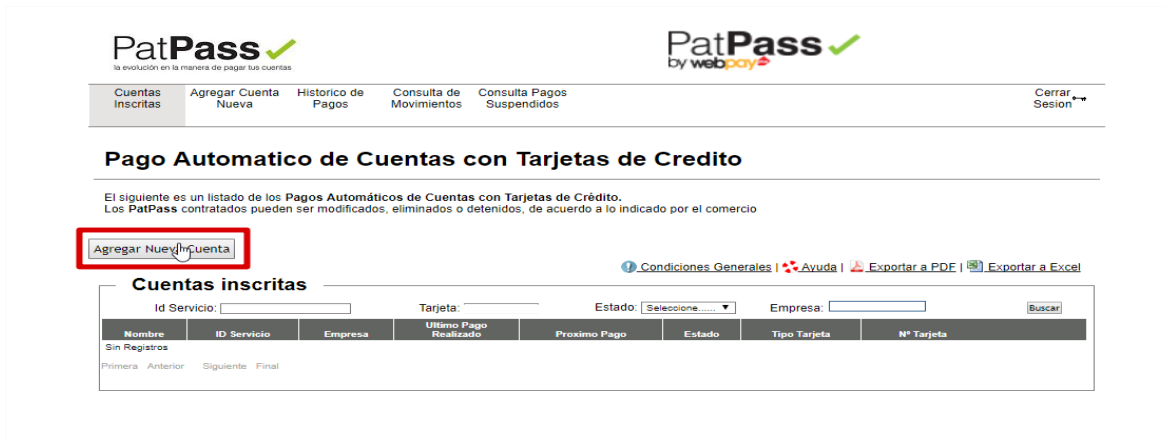 PatPass
la evolución en la manera de pagar tus cuentas
PatPass
by webpay
Cuentas Inscritas
Agregar Cuenta Nueva
Historico de Pagos
Consulta de Movimientos
Consulta Pagos Suspendidos
Cerrar Sesion
Pago Automatico de Cuentas con Tarjetas de Credito
El siguiente es un listado de los Pagos Automáticos de Cuentas con Tarjetas de Crédito.
Los PatPass contratados pueden ser modificados, eliminados o detenidos, de acuerdo a lo indicado por el comercio
Agregar Nueva Cuenta
Condiciones Generales | Ayuda | Exportar a PDF | Exportar a Excel
Cuentas inscritas
Id Servicio: Tarjeta: Estado: Seleccione...... Empresa: Buscar
Nombre ID Servicio Empresa Ultimo Pago Realizado Proximo Pago Estado Tipo Tarjeta Nº Tarjeta
Sin Registros
Primera Anterior Siguiente Final